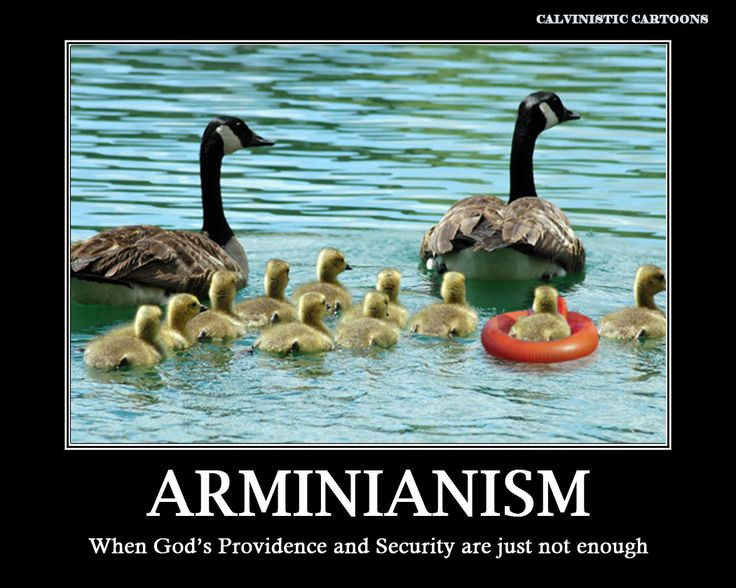 CALVINISTIC CARTOONS
ARMINIANISM
When God's Providence and Security are just not enough